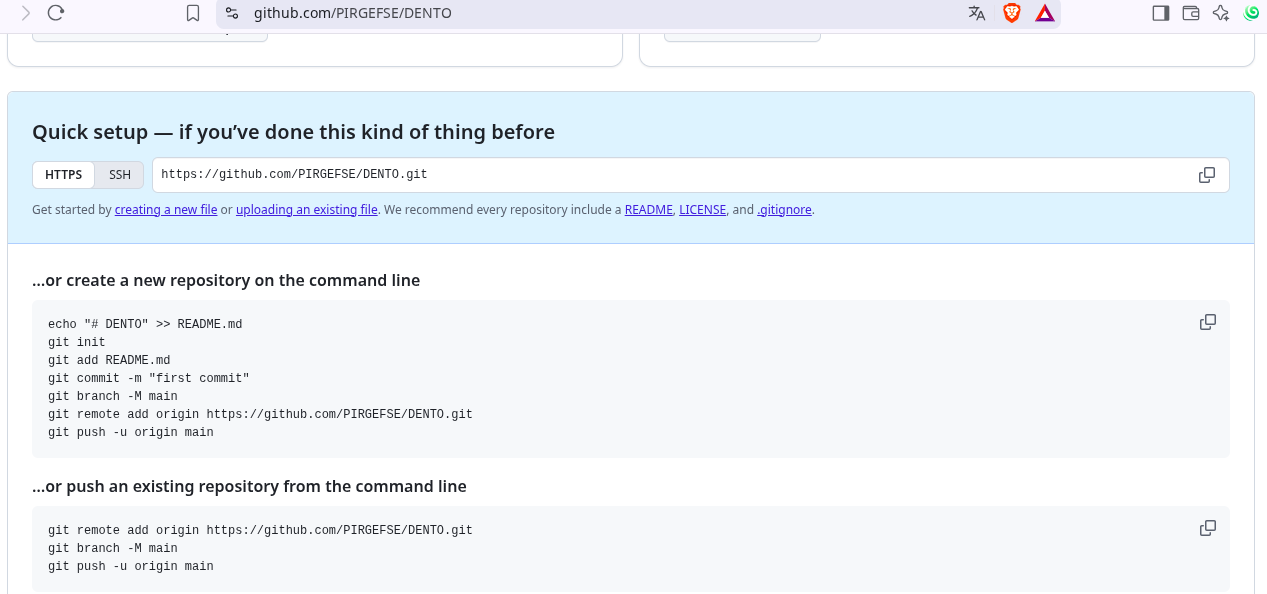 github.com/PIRGEFSE/DENTO
Quick setup — if you’ve done this kind of thing before
HTTPS SSH https://github.com/PIRGEFSE/DENTO.git
Get started by creating a new file or uploading an existing file. We recommend every repository include a README, LICENSE, and .gitignore.
…or create a new repository on the command line
echo "# DENTO" >> README.md
git init
git add README.md
git commit -m "first commit"
git branch -M main
git remote add origin https://github.com/PIRGEFSE/DENTO.git
git push -u origin main
…or push an existing repository from the command line
git remote add origin https://github.com/PIRGEFSE/DENTO.git
git branch -M main
git push -u origin main